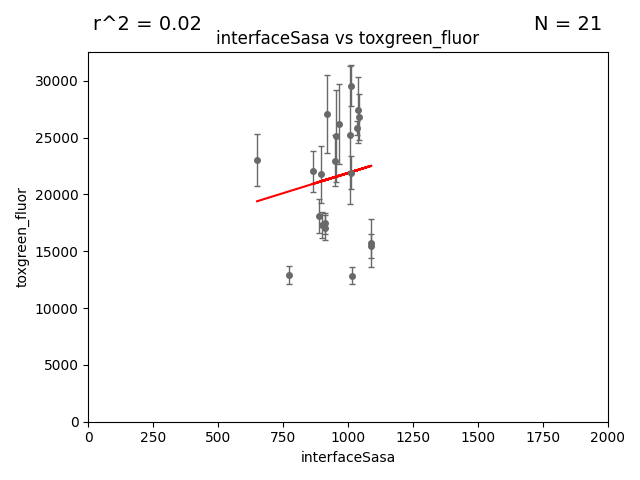 r^2 = 0.02
N = 21
interfaceSasa vs toxgreen_fluor
30000
25000
20000
15000
10000
5000
0
toxgreen_fluor
0 250 500 750 1000 1250 1500 1750 2000
interfaceSasa